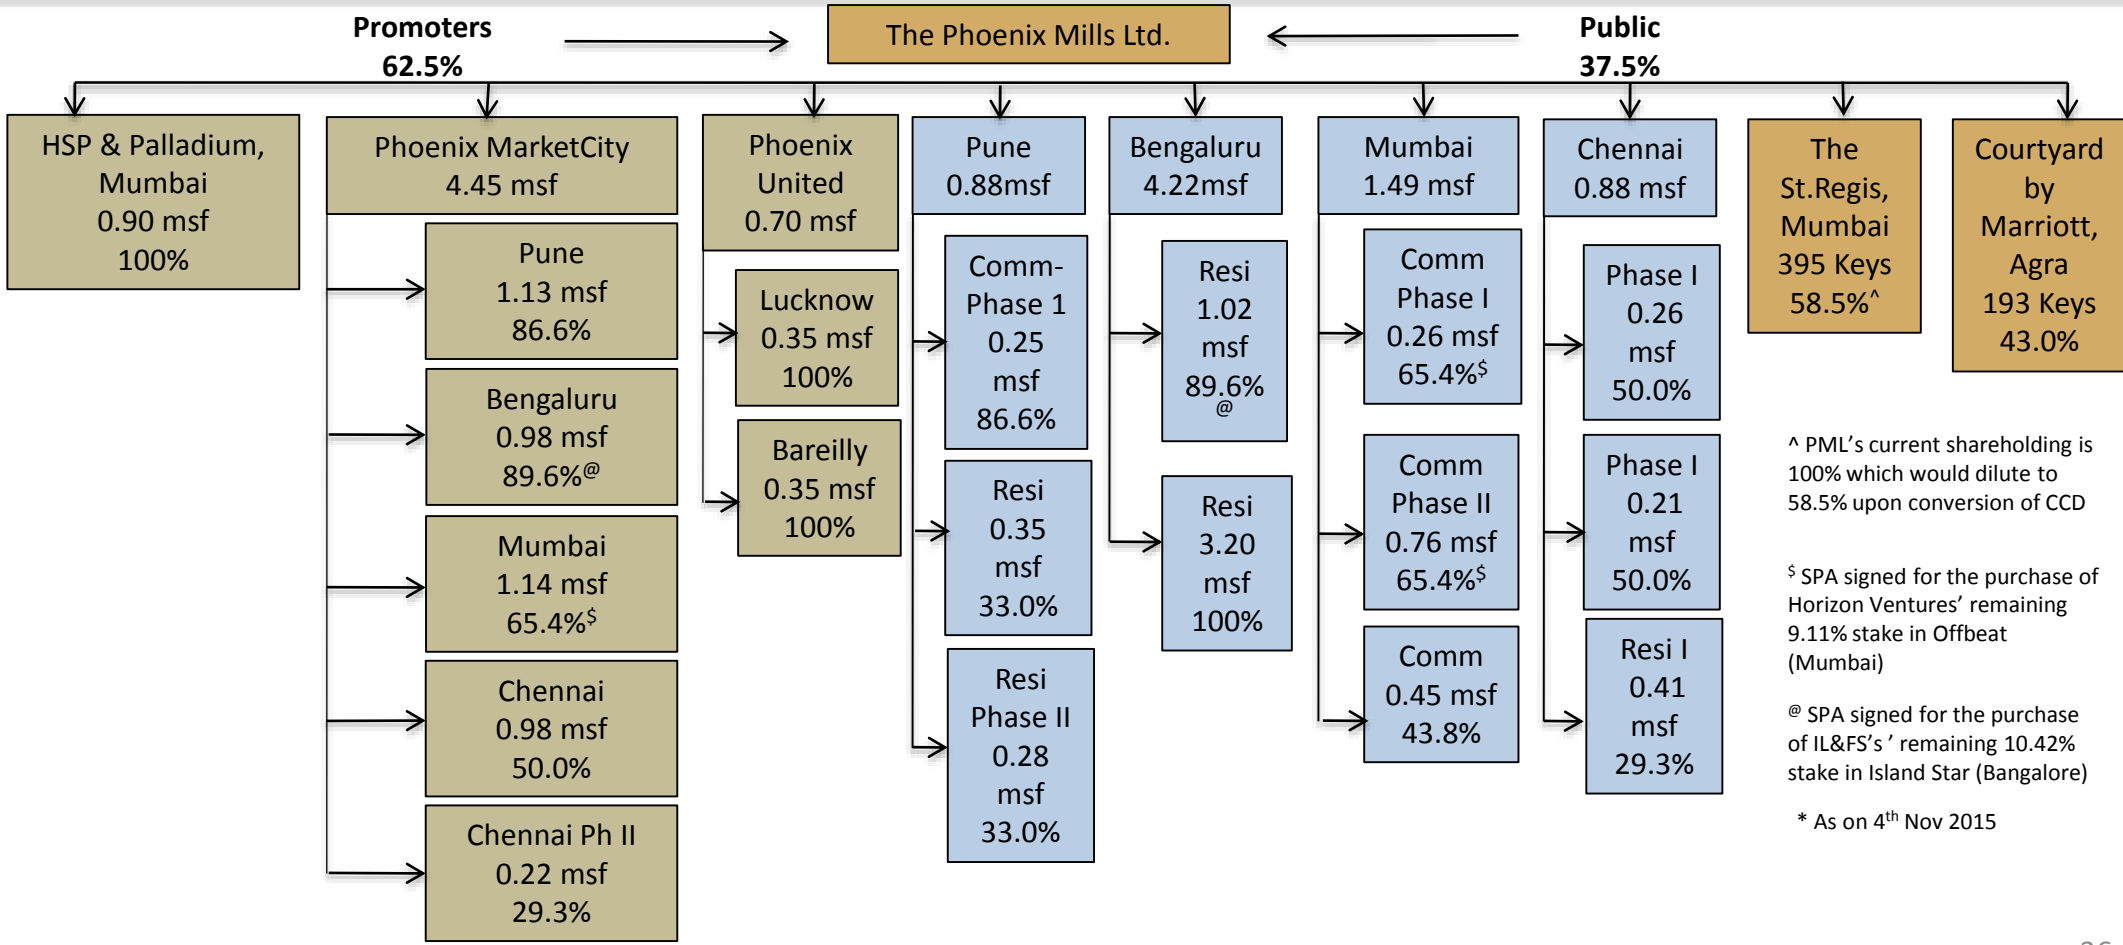 Promoters
62.5%
The Phoenix Mills Ltd.
Public
37.5%
HSP & Palladium,
Mumbai
0.90 msf
100%
Phoenix MarketCity
4.45 msf
Pune
1.13 msf
86.6%
Bengaluru
0.98 msf
89.6%@
Mumbai
1.14 msf
65.4%$
Chennai
0.98 msf
50.0%
Chennai Ph II
0.22 msf
29.3%
Phoenix
United
0.70 msf
Lucknow
0.35 msf
100%
Bareilly
0.35 msf
100%
Pune
0.88msf
Comm-
Phase 1
0.25
msf
86.6%
Resi
0.35
msf
33.0%
Resi
Phase II
0.28
msf
33.0%
Bengaluru
4.22msf
Resi
1.02
msf
89.6%
@
Resi
3.20
msf
100%
Mumbai
1.49 msf
Comm
Phase I
0.26 msf
65.4%$
Comm
Phase II
0.76 msf
65.4%$
Comm
0.45 msf
43.8%
Chennai
0.88 msf
Phase I
0.26
msf
50.0%
Phase I
0.21
msf
50.0%
Resi I
0.41
msf
29.3%
The
St.Regis,
Mumbai
395 Keys
58.5%^
Courtyard
by
Marriott,
Agra
193 Keys
43.0%
^ PML's current shareholding is
100% which would dilute to
58.5% upon conversion of CCD
$ SPA signed for the purchase of
Horizon Ventures' remaining
9.11% stake in Offbeat
(Mumbai)
@ SPA signed for the purchase
of IL&FS's ' remaining 10.42%
stake in Island Star (Bangalore)
* As on 4th Nov 2015